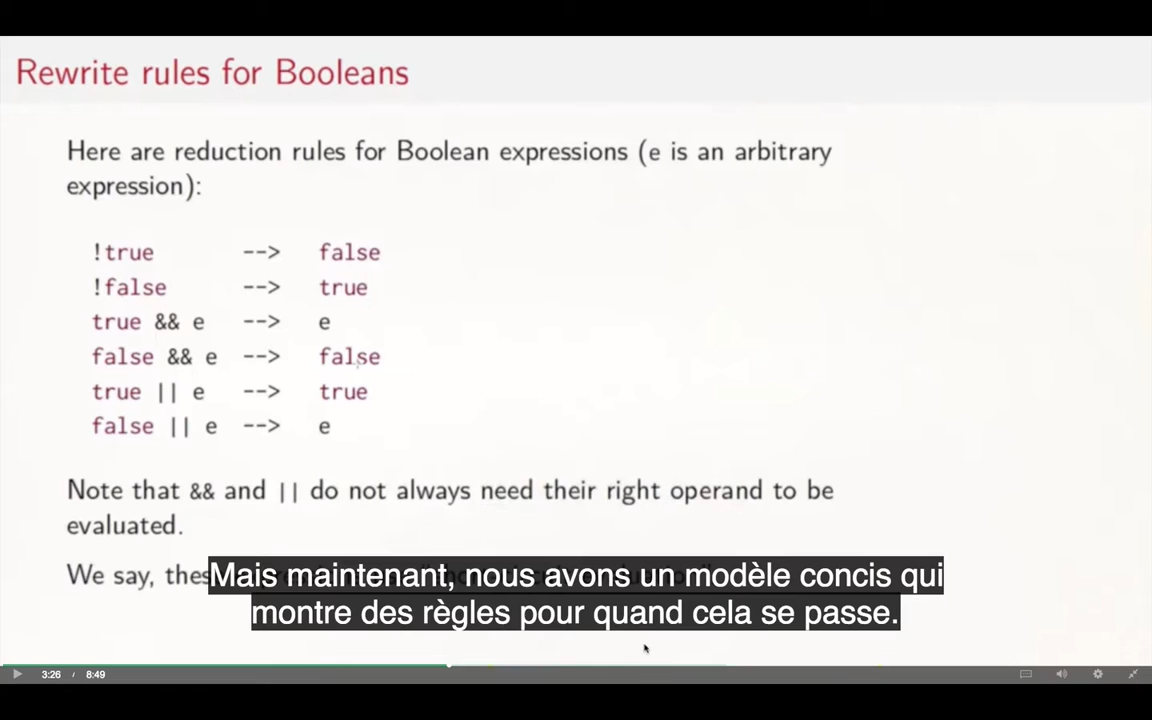 Rewrite rules for Booleans
Here are reduction rules for Boolean expressions (e is an arbitrary
expression):
!true --> false
!false --> true
true && e --> e
false && e --> false
true || e --> true
false || e --> e
Note that && and || do not always need their right operand to be
evaluated.
We say, these
Mais maintenant, nous avons un modèle concis qui
montre des règles pour quand cela se passe.
3:26 / 8:49